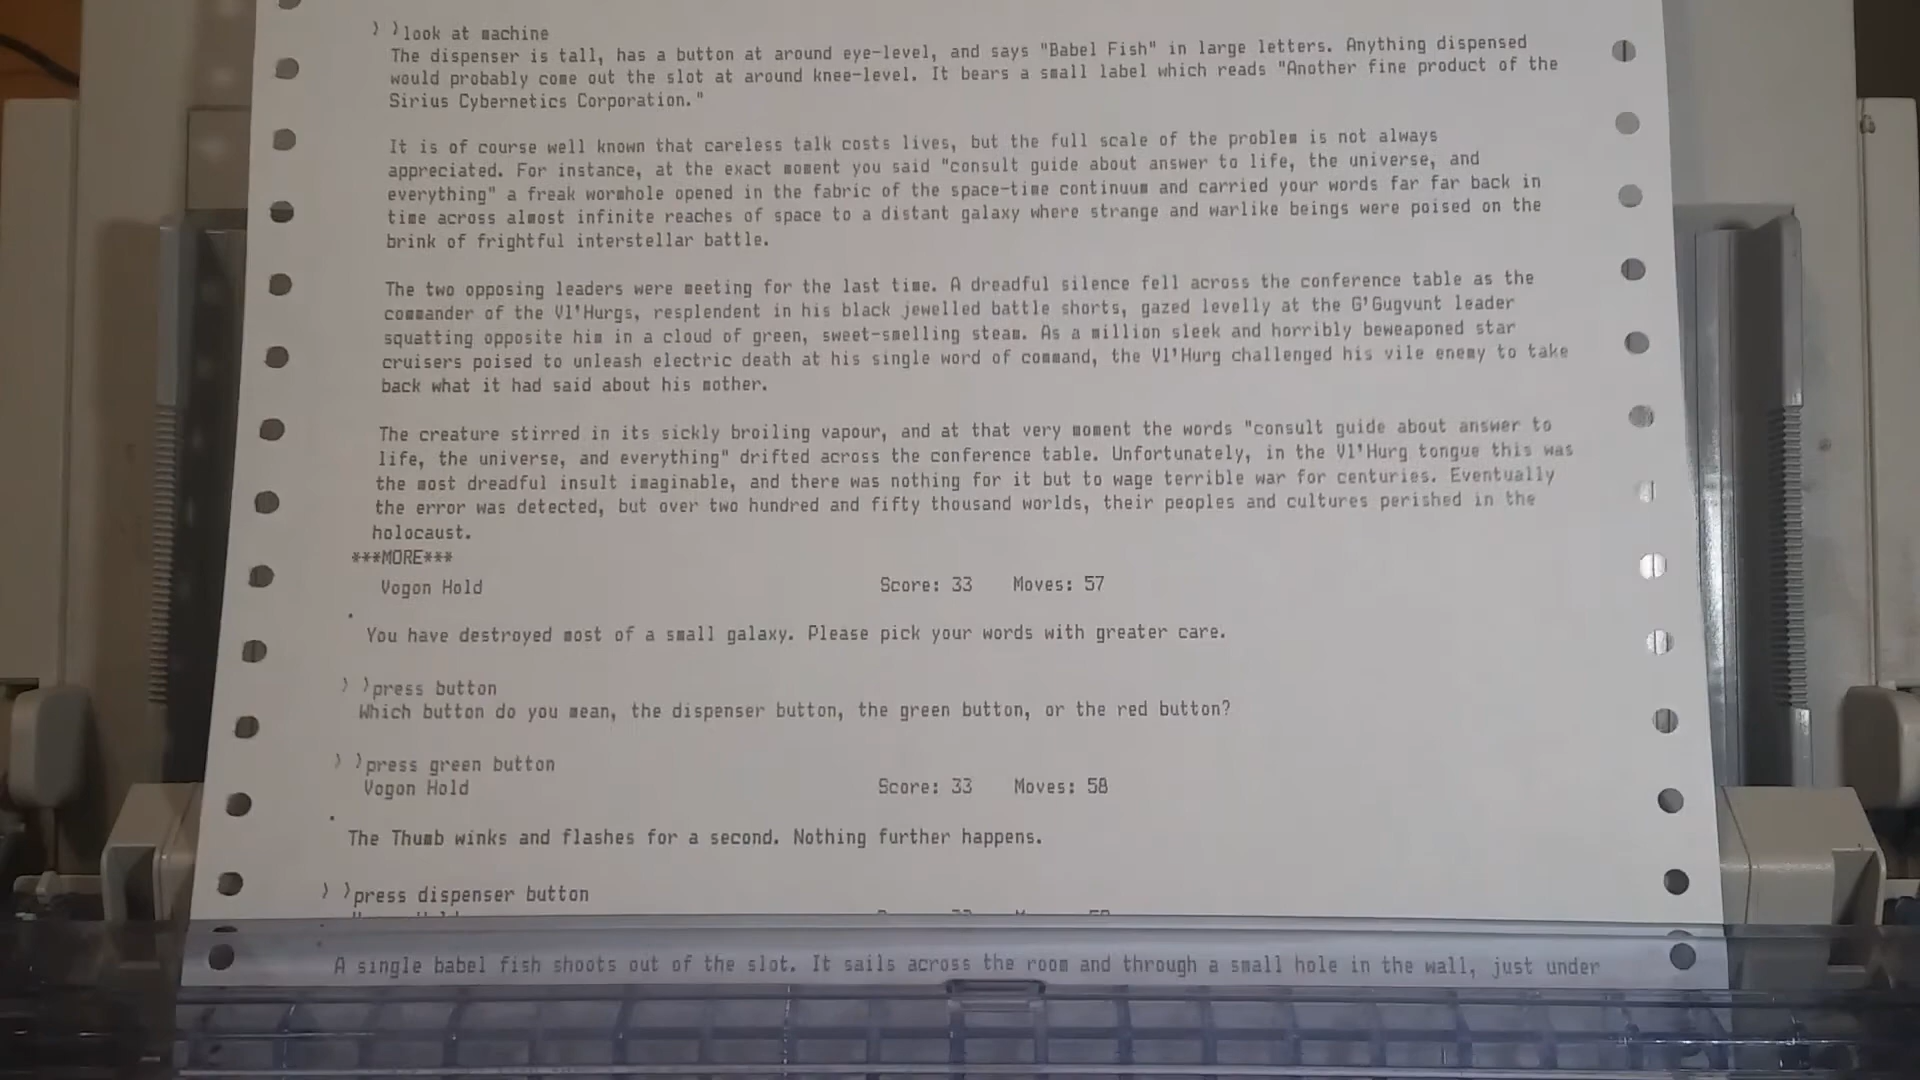 > >look at machine
The dispenser is tall, has a button at around eye-level, and says "Babel Fish" in large letters. Anything dispensed
would probably come out the slot at around knee-level. It bears a small label which reads "Another fine product of the
Sirius Cybernetics Corporation."
It is of course well known that careless talk costs lives, but the full scale of the problem is not always
appreciated. For instance, at the exact moment you said "consult guide about answer to life, the universe, and
everything" a freak wormhole opened in the fabric of the space-time continuum and carried your words far far back in
time across almost infinite reaches of space to a distant galaxy where strange and warlike beings were poised on the
brink of frightful interstellar battle.
The two opposing leaders were meeting for the last time. A dreadful silence fell across the conference table as the
commander of the Vl'Hurgs, resplendent in his black jewelled battle shorts, gazed levelly at the G'Gugvunt leader
squatting opposite him in a cloud of green, sweet-smelling steam. As a million sleek and horribly beweaponed star
cruisers poised to unleash electric death at his single word of command, the Vl'Hurg challenged his vile enemy to take
back what it had said about his mother.
The creature stirred in its sickly broiling vapour, and at that very moment the words "consult guide about answer to
life, the universe, and everything" drifted across the conference table. Unfortunately, in the Vl'Hurg tongue this was
the most dreadful insult imaginable, and there was nothing for it but to wage terrible war for centuries. Eventually
the error was detected, but over two hundred and fifty thousand worlds, their peoples and cultures perished in the
holocaust.
***MORE***
Vogon Hold Score: 33 Moves: 57
.
You have destroyed most of a small galaxy. Please pick your words with greater care.
> >press button
Which button do you mean, the dispenser button, the green button, or the red button?
> >press green button
Vogon Hold Score: 33 Moves: 58
.
The Thumb winks and flashes for a second. Nothing further happens.
> >press dispenser button
A single babel fish shoots out of the slot. It sails across the room and through a small hole in the wall, just under